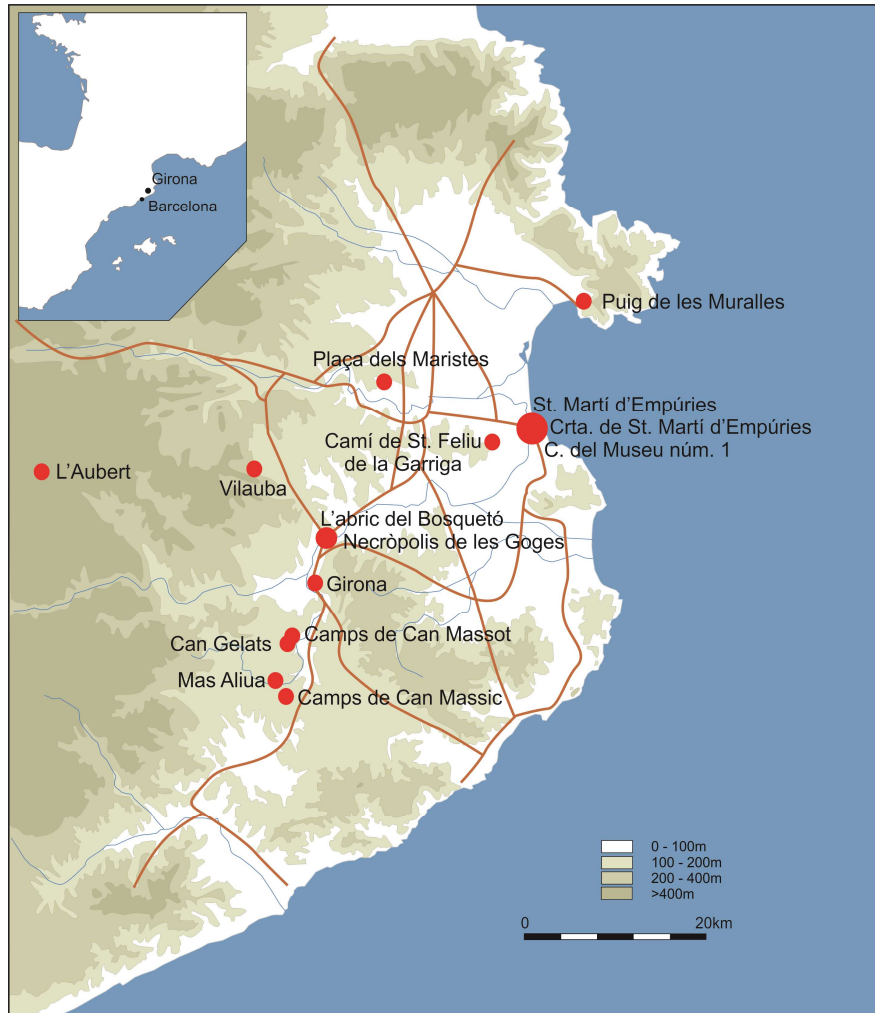 Girona
Barcelona
Puig de les Muralles
Plaça dels Maristes
St. Martí d'Empúries
Crta. de St. Martí d'Empúries
C. del Museu núm. 1
Camí de St. Feliu
de la Garriga
L'Aubert
Vilauba
L'abric del Bosquetó
Necròpolis de les Goges
Girona
Camps de Can Massot
Can Gelats
Mas Aliua
Camps de Can Massic
0 - 100m
100 - 200m
200 - 400m
>400m
0 20km